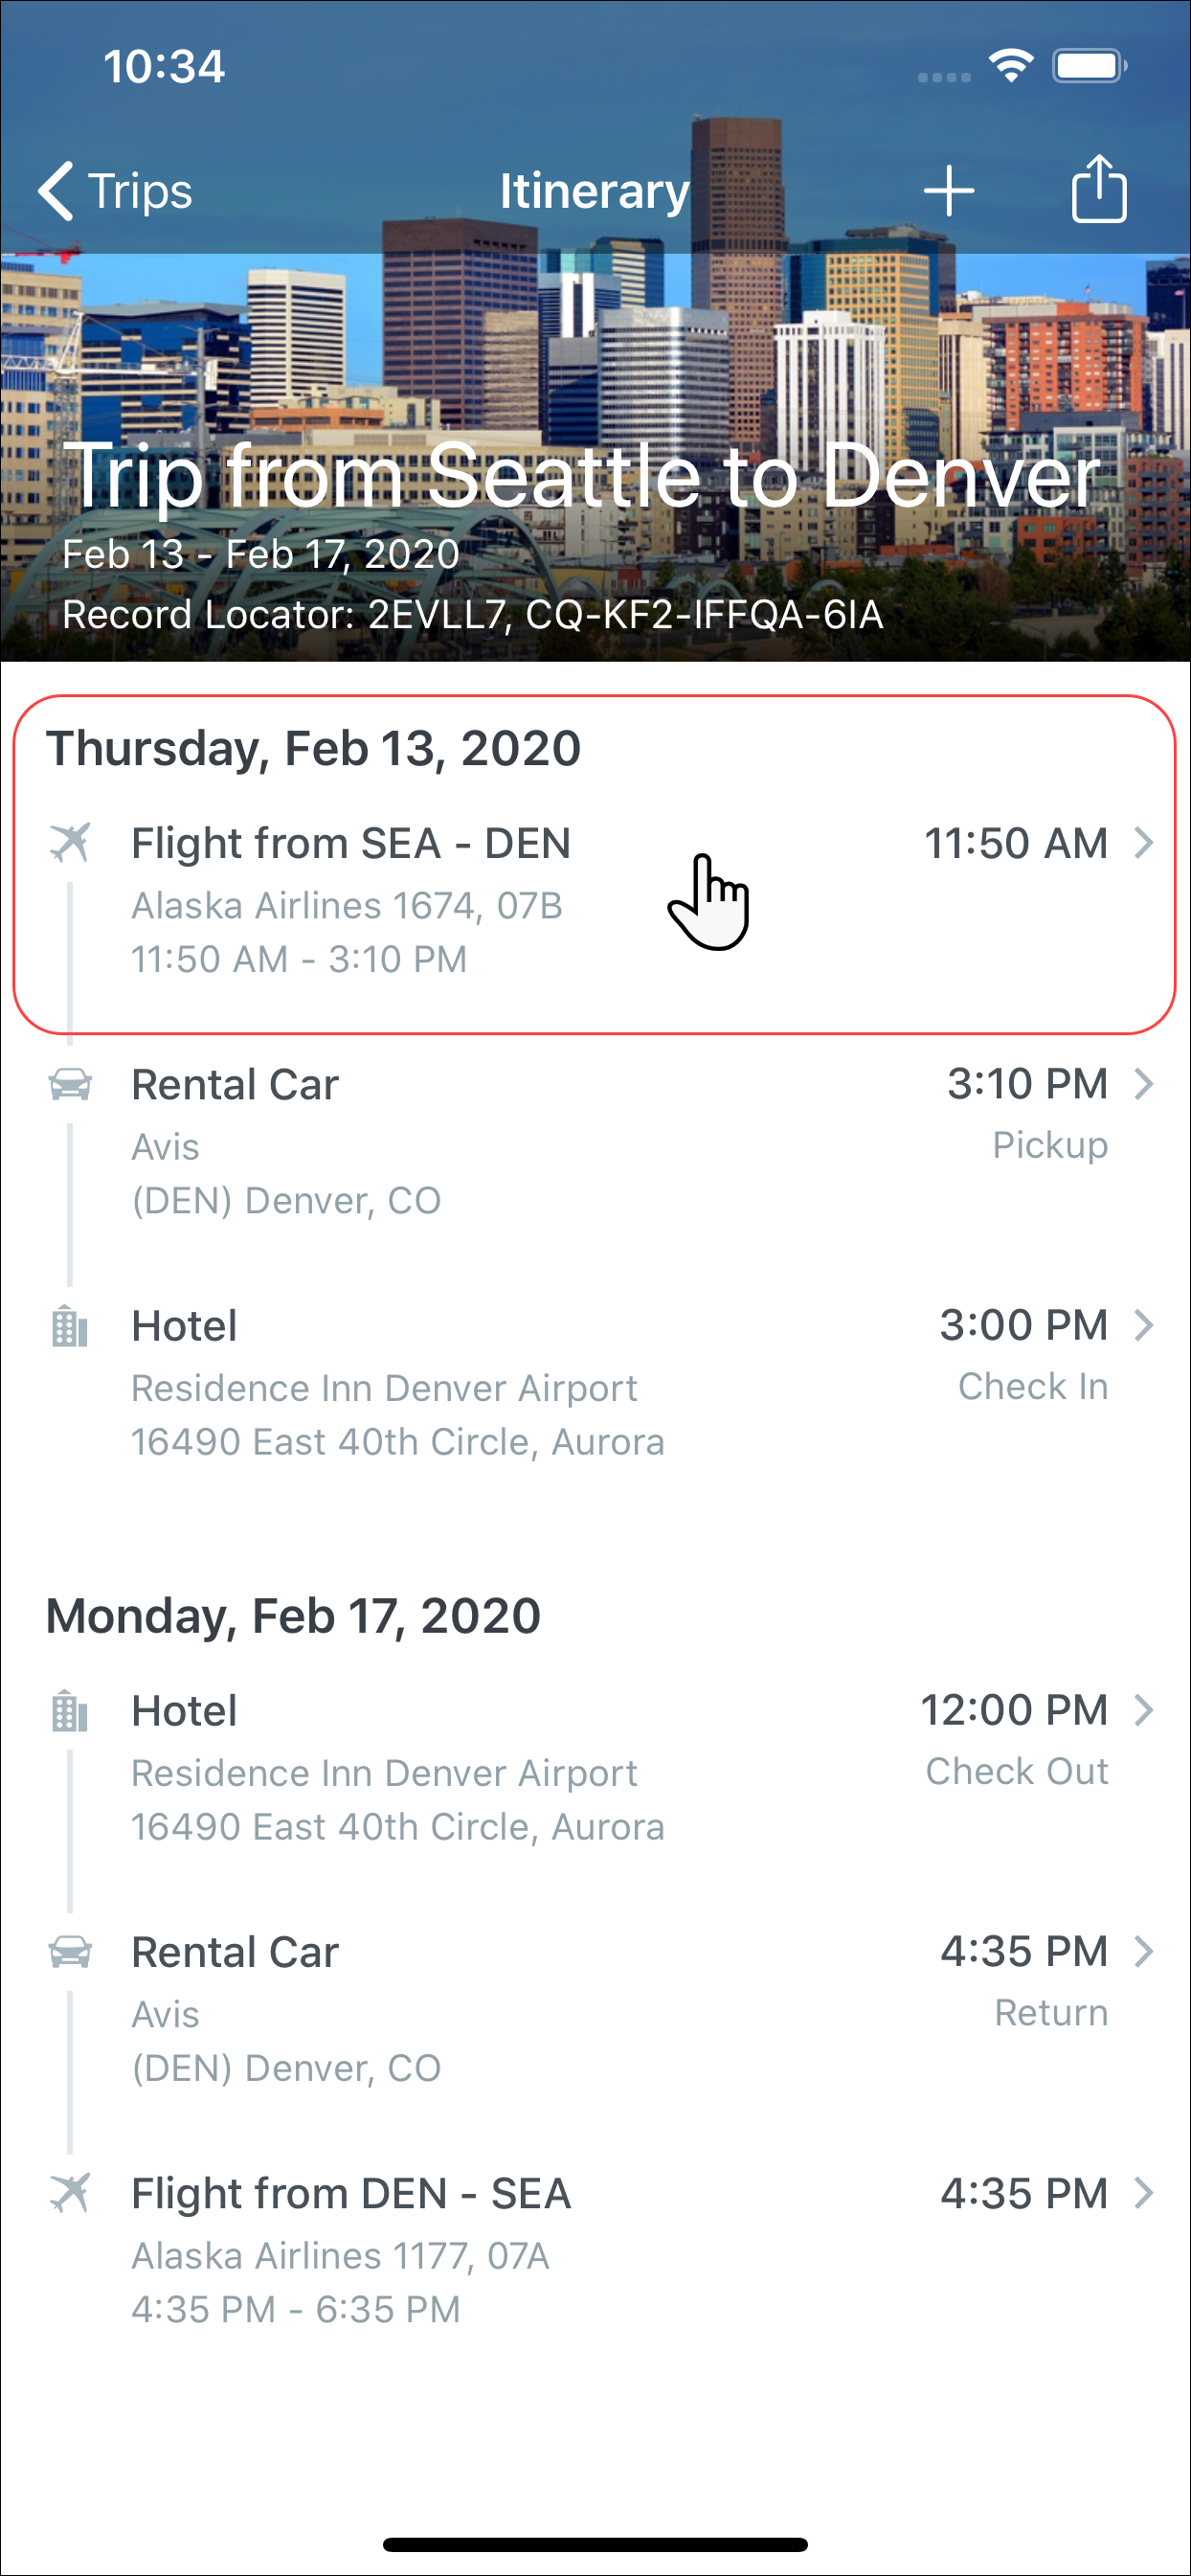 10:34
Trips
Itinerary
Trip from Seattle to Denver
Feb 13 - Feb 17, 2020
Record Locator: 2EVLL7, CQ-KF2-IFFQA-6IA
Thursday, Feb 13, 2020
Flight from SEA - DEN 11:50 AM
Alaska Airlines 1674, 07B
11:50 AM - 3:10 PM
Rental Car 3:10 PM
Avis Pickup
(DEN) Denver, CO
Hotel 3:00 PM
Residence Inn Denver Airport Check In
16490 East 40th Circle, Aurora
Monday, Feb 17, 2020
Hotel 12:00 PM
Residence Inn Denver Airport Check Out
16490 East 40th Circle, Aurora
Rental Car 4:35 PM
Avis Return
(DEN) Denver, CO
Flight from DEN - SEA 4:35 PM
Alaska Airlines 1177, 07A
4:35 PM - 6:35 PM